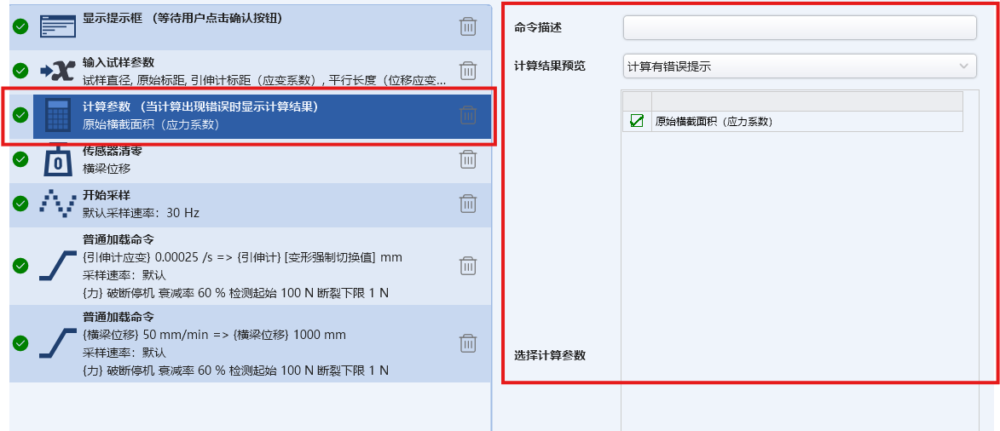 显示提示框 （等待用户点击确认按钮）
输入试样参数
试样直径, 原始标距, 引伸计标距（应变系数）, 平行长度（位移应变...
计算参数 （当计算出现错误时显示计算结果）
原始横截面积（应力系数）
传感器清零
0
横梁位移
开始采样
默认采样速率：30 Hz
普通加载命令
{引伸计应变} 0.00025 /s => {引伸计} [变形强制切换值] mm
采样速率：默认
{力} 破断停机 衰减率 60 % 检测起始 100 N 断裂下限 1 N
普通加载命令
{横梁位移} 50 mm/min => {横梁位移} 1000 mm
采样速率：默认
{力} 破断停机 衰减率 60 % 检测起始 100 N 断裂下限 1 N
命令描述
计算结果预览
计算有错误提示
原始横截面积（应力系数）
选择计算参数